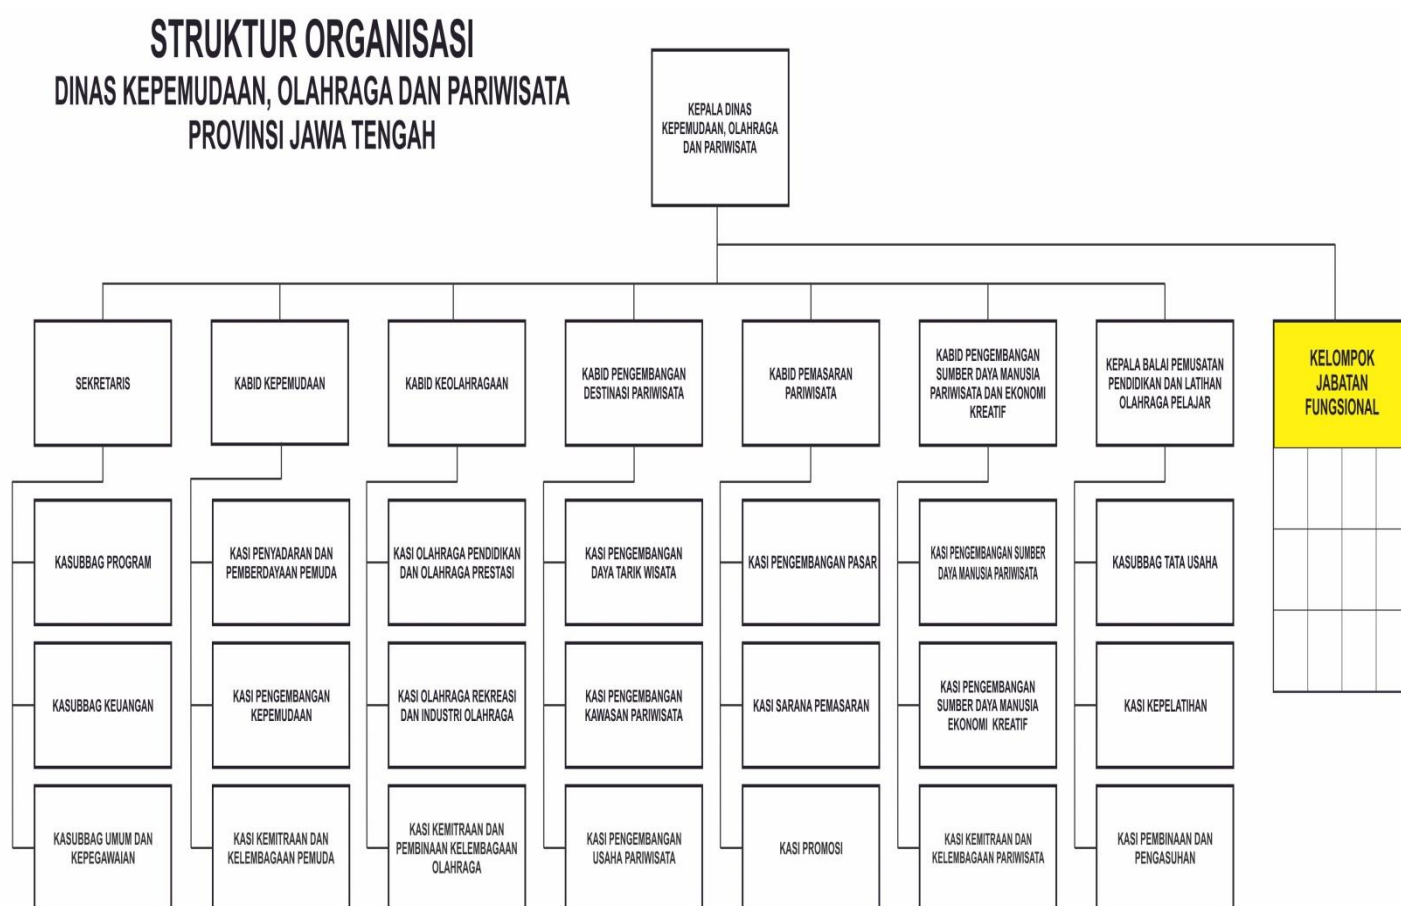 STRUKTUR ORGANISASI
DINAS KEPEMUDAAN, OLAHRAGA DAN PARIWISATA
PROVINSI JAWA TENGAH
KEPALA DINAS
KEPEMUDAAN, OLAHRAGA
DAN PARIWISATA
SEKRETARIS
KABID KEPEMUDAAN
KABID KEOLAHRAGAAN
KABID PENGEMBANGAN
DESTINASI PARIWISATA
KABID PEMASARAN
PARIWISATA
KABID PENGEMBANGAN
SUMBER DAYA MANUSIA
PARIWISATA DAN EKONOMI
KREATIF
KEPALA BALAI PEMUSATAN
PENDIDIKAN DAN LATIHAN
OLAHRAGA PELAJAR
KELOMPOK
JABATAN
FUNGSIONAL
KASUBBAG PROGRAM
KASI PENYADARAN DAN
PEMBERDAYAAN PEMUDA
KASI OLAHRAGA PENDIDIKAN
DAN OLAHRAGA PRESTASI
KASI PENGEMBANGAN
DAYA TARIK WISATA
KASI PENGEMBANGAN PASAR
KASI PENGEMBANGAN SUMBER
DAYA MANUSIA PARIWISATA
KASUBBAG TATA USAHA
KASUBBAG KEUANGAN
KASI PENGEMBANGAN
KEPEMUDAAN
KASI OLAHRAGA REKREASI
DAN INDUSTRI OLAHRAGA
KASI PENGEMBANGAN
KAWASAN PARIWISATA
KASI SARANA PEMASARAN
KASI PENGEMBANGAN
SUMBER DAYA MANUSIA
EKONOMI KREATIF
KASI KEPELATIHAN
KASUBBAG UMUM DAN
KEPEGAWAIAN
KASI KEMITRAAN DAN
KELEMBAGAAN PEMUDA
KASI KEMITRAAN DAN
PEMBINAAN KELEMBAGAAN
OLAHRAGA
KASI PENGEMBANGAN
USAHA PARIWISATA
KASI PROMOSI
KASI KEMITRAAN DAN
KELEMBAGAAN PARIWISATA
KASI PEMBINAAN DAN
PENGASUHAN